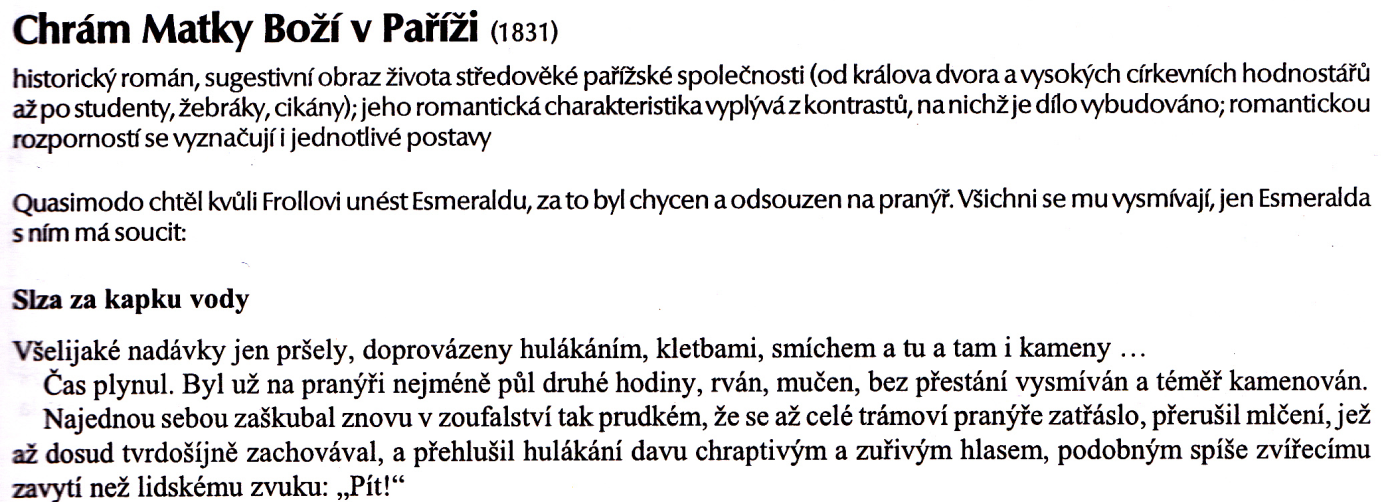 Chrám Matky Boží v Paříži (1831)
historický román, sugestivní obraz života středověké pařížské společnosti (od králova dvora a vysokých církevních hodnostářů
až po studenty, žebráky, cikány); jeho romantická charakteristika vyplývá z kontrastů, na nichž je dílo vybudováno; romantickou
rozporností se vyznačují i jednotlivé postavy
Quasimodo chtěl kvůli Frollovi unést Esmeraldu, za to byl chycen a odsouzen na pranýř. Všichni se mu vysmívají, jen Esmeralda
s ním má soucit:
Slza za kapku vody
Všelijaké nadávky jen pršely, doprovázeny hulákáním, kletbami, smíchem a tu a tam i kameny …
Čas plynul. Byl už na pranýři nejméně půl druhé hodiny, rván, mučen, bez přestání vysmíván a téměř kamenován.
Najednou sebou zaškubal znovu v zoufalství tak prudkém, že se až celé trámoví pranýře zatřáslo, přerušil mlčení, jež
až dosud tvrdošíjně zachovával, a přehlušil hulákání davu chraptivým a zuřivým hlasem, podobným spíše zvířecímu
zavytí než lidskému zvuku: „Pít!“